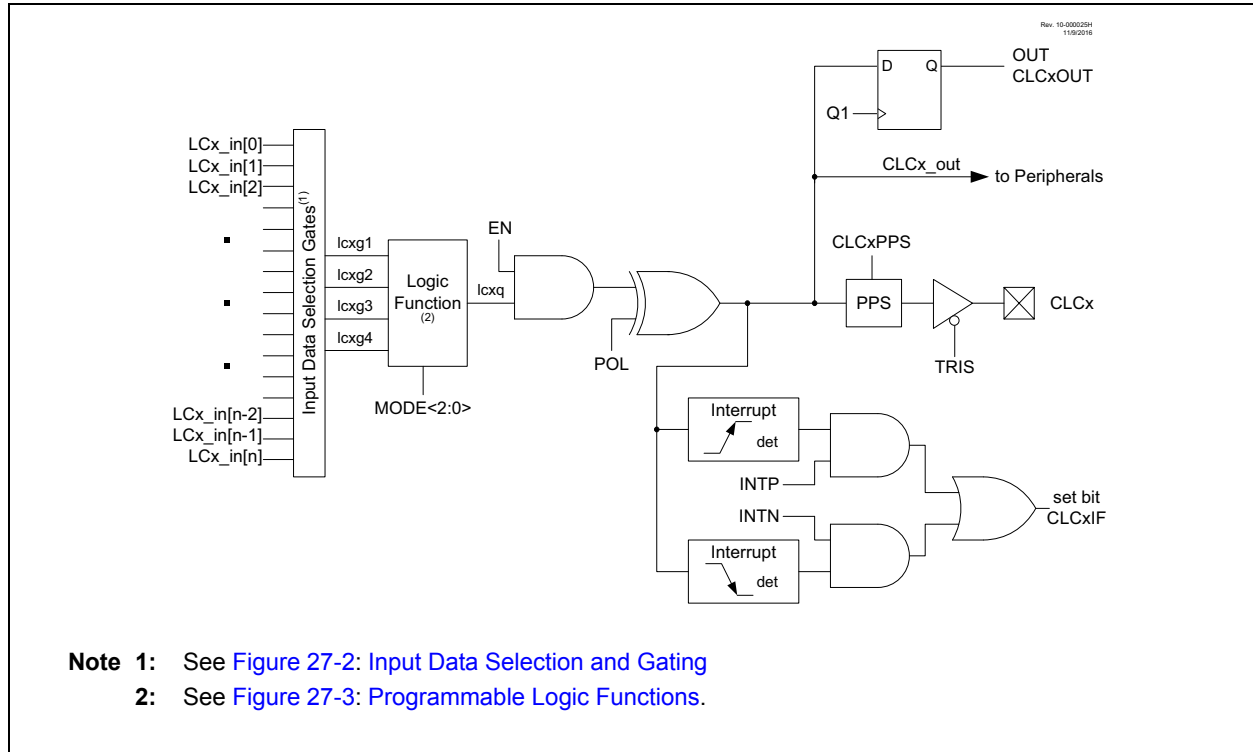 Rev. 10-000025H
11/9/2016
OUT
CLCxOUT
D Q
Q1
CLCx_out
to Peripherals
LCx_in[0]
LCx_in[1]
LCx_in[2]
Input Data Selection Gates(1)
lcxg1
lcxg2
lcxg3
lcxg4
Logic
Function
(2)
MODE<2:0>
lcxq
EN
POL
CLCxPPS
PPS
TRIS
CLCx
LCx_in[n-2]
LCx_in[n-1]
LCx_in[n]
Interrupt
det
INTP
INTN
Interrupt
det
set bit
CLCxIF
Note 1: See Figure 27-2: Input Data Selection and Gating
2: See Figure 27-3: Programmable Logic Functions.